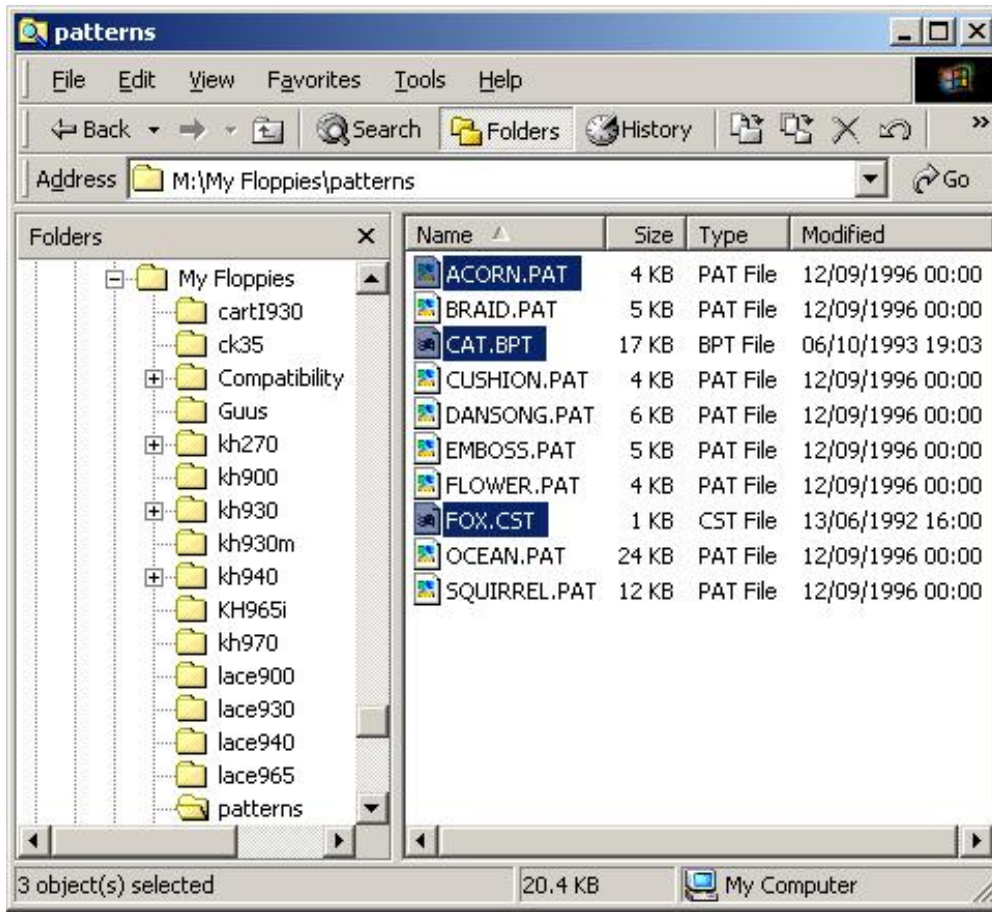 patterns
File Edit View Favorites Tools Help
Back Search Folders History »
Address M:\My Floppies\patterns Go
Folders
My Floppies
cartI930
ck35
Compatibility
Guus
kh270
kh900
kh930
kh930m
kh940
KH965i
kh970
lace900
lace930
lace940
lace965
patterns
Name Size Type Modified
ACORN.PAT 4 KB PAT File 12/09/1996 00:00
BRAID.PAT 5 KB PAT File 12/09/1996 00:00
CAT.BPT 17 KB BPT File 06/10/1993 19:03
CUSHION.PAT 4 KB PAT File 12/09/1996 00:00
DANSONG.PAT 6 KB PAT File 12/09/1996 00:00
EMBOSS.PAT 5 KB PAT File 12/09/1996 00:00
FLOWER.PAT 4 KB PAT File 12/09/1996 00:00
FOX.CST 1 KB CST File 13/06/1992 16:00
OCEAN.PAT 24 KB PAT File 12/09/1996 00:00
SQUIRREL.PAT 12 KB PAT File 12/09/1996 00:00
3 object(s) selected 20.4 KB My Computer